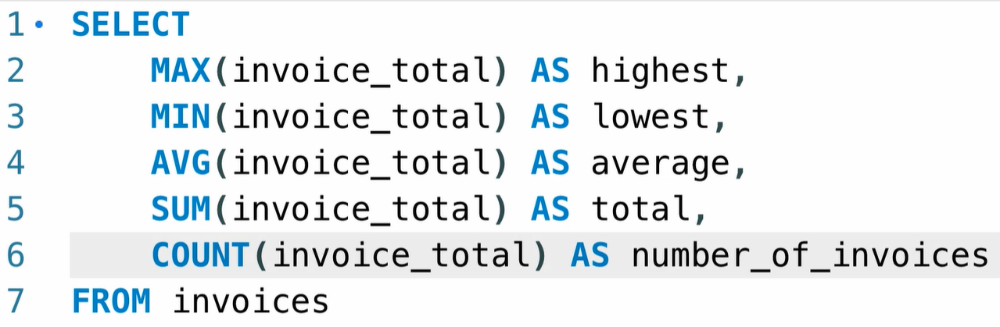 1 SELECT
2 MAX(invoice_total) AS highest,
3 MIN(invoice_total) AS lowest,
4 AVG(invoice_total) AS average,
5 SUM(invoice_total) AS total,
6 COUNT(invoice_total) AS number_of_invoices
7 FROM invoices